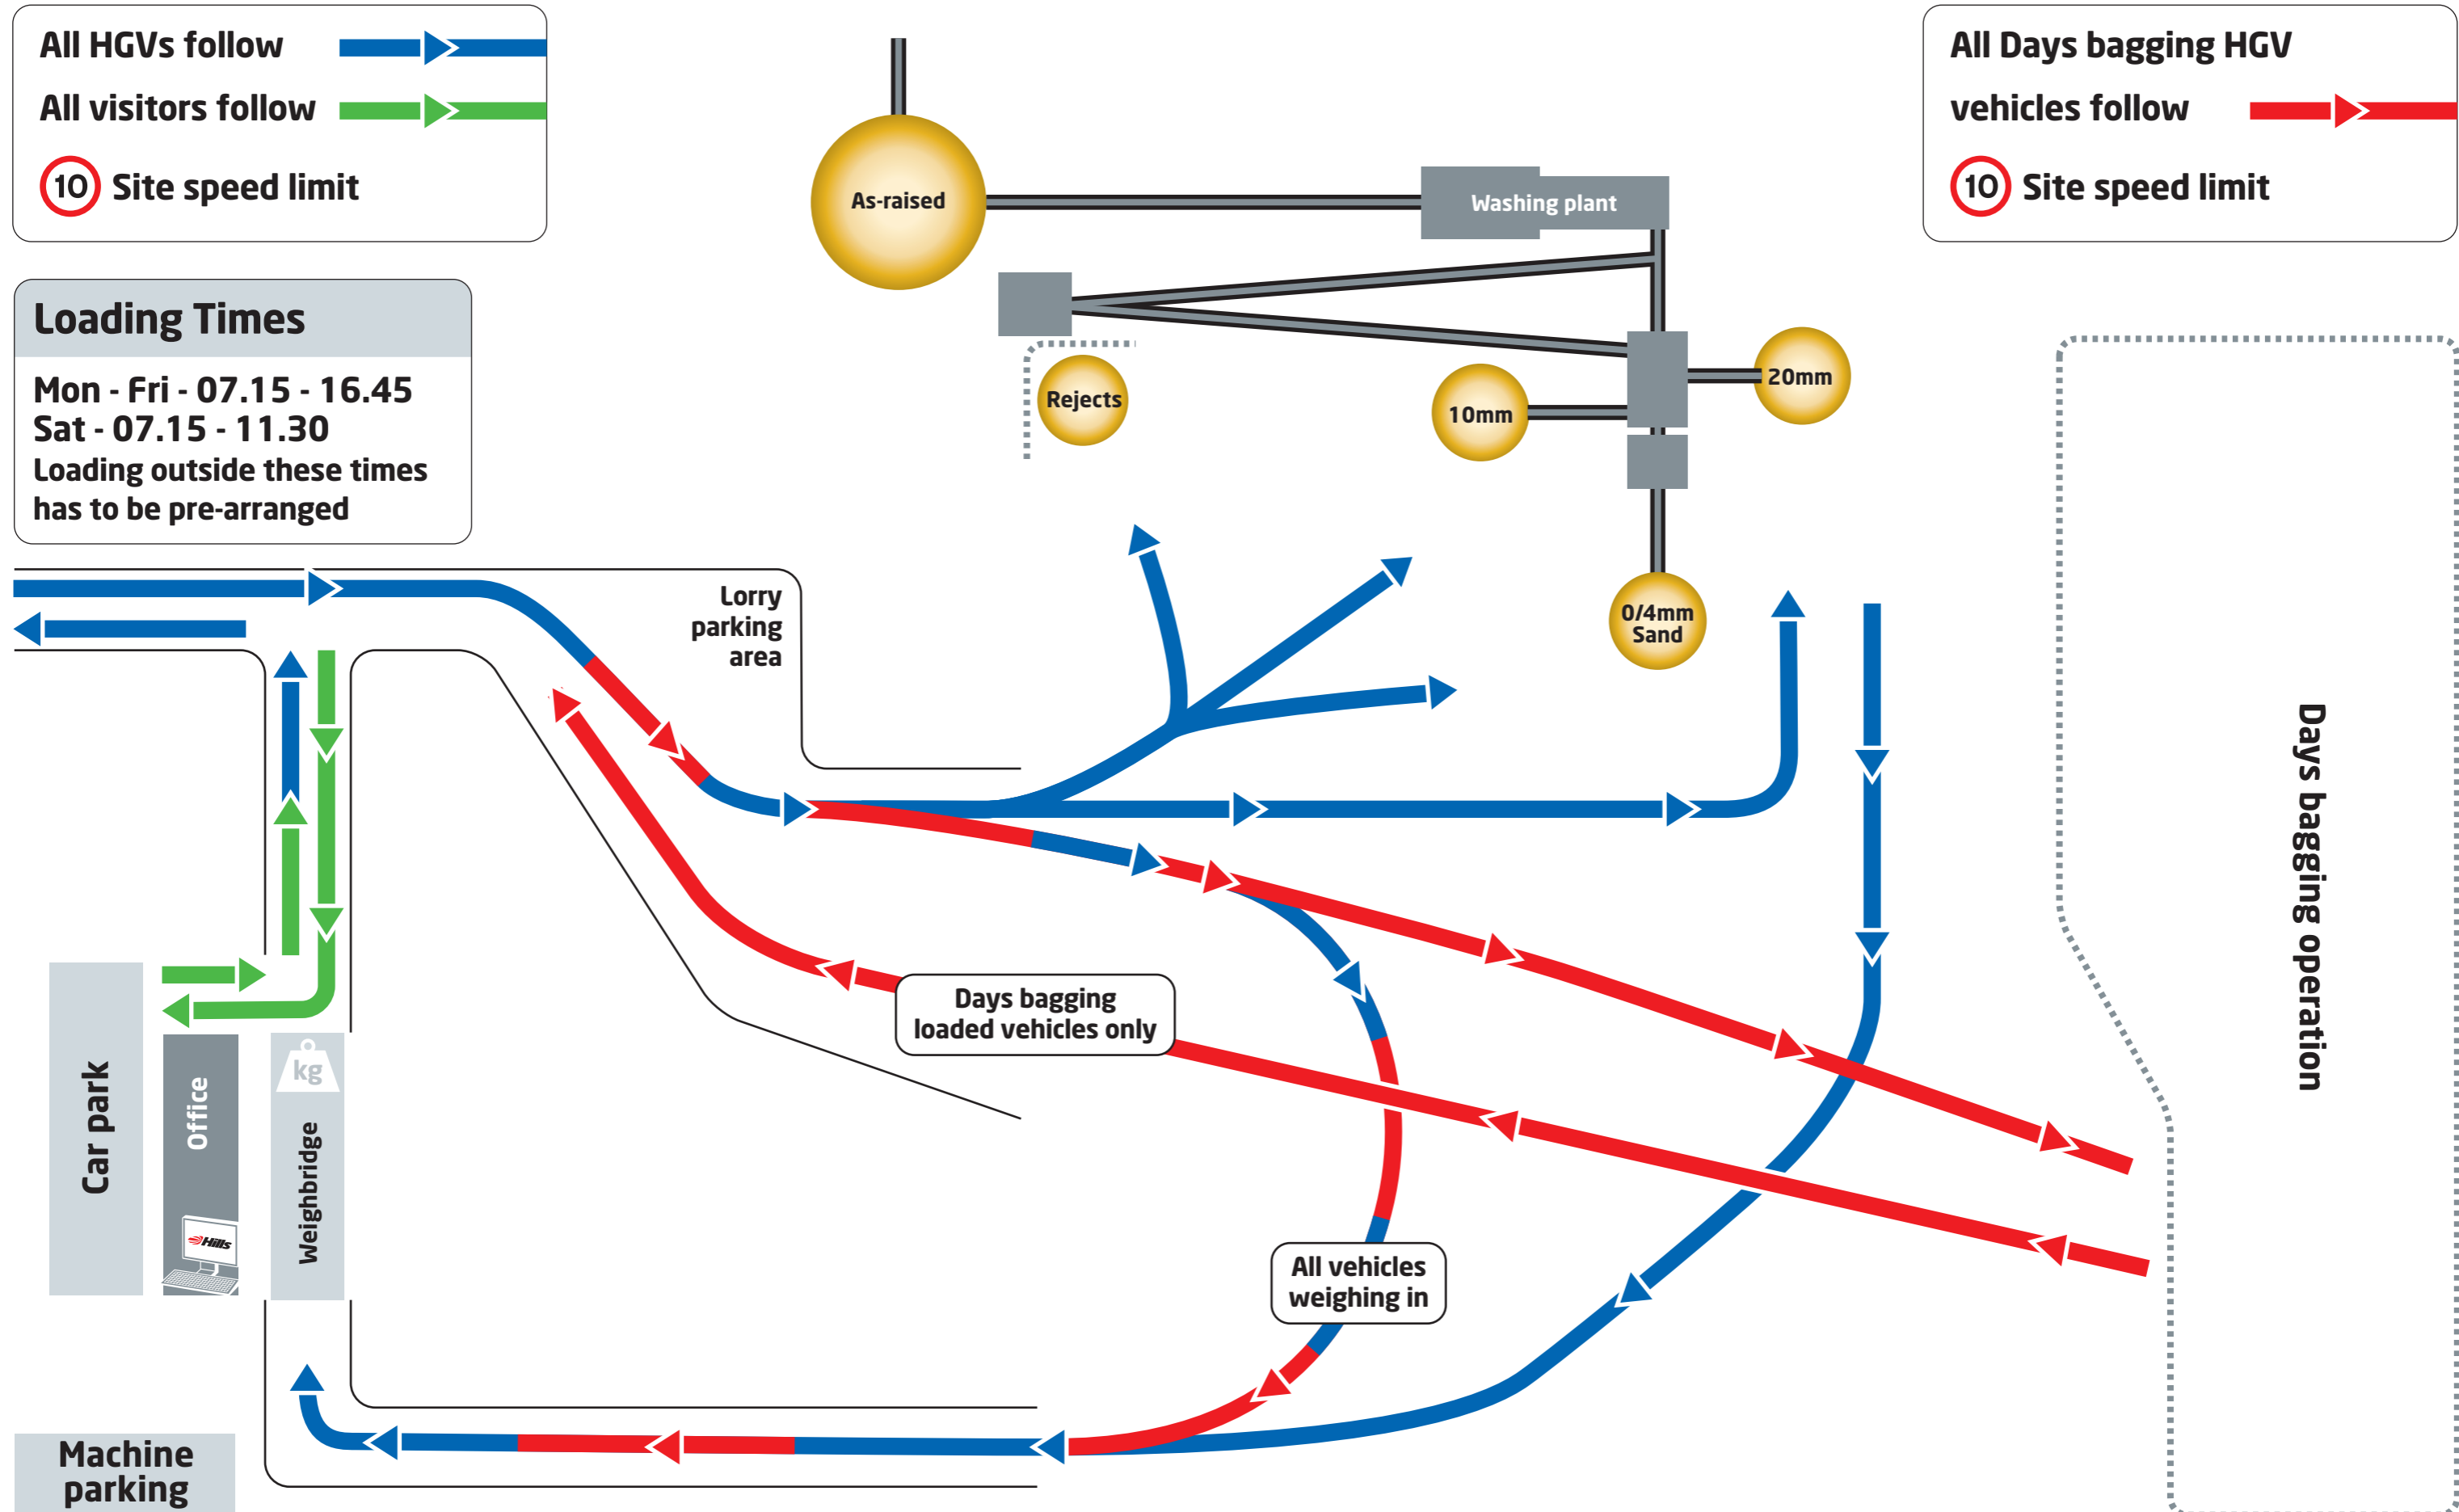 All HGVs follow
All visitors follow
10 Site speed limit
All Days bagging HGV
vehicles follow
10 Site speed limit
Loading Times
Mon - Fri - 07.15 - 16.45
Sat - 07.15 - 11.30
Loading outside these times
has to be pre-arranged
As-raised
Washing plant
Rejects
10mm
20mm
0/4mm
Sand
Lorry
parking
area
Days bagging operation
Days bagging
loaded vehicles only
Car park
Office
Hills
kg
Weighbridge
All vehicles
weighing in
Machine
parking